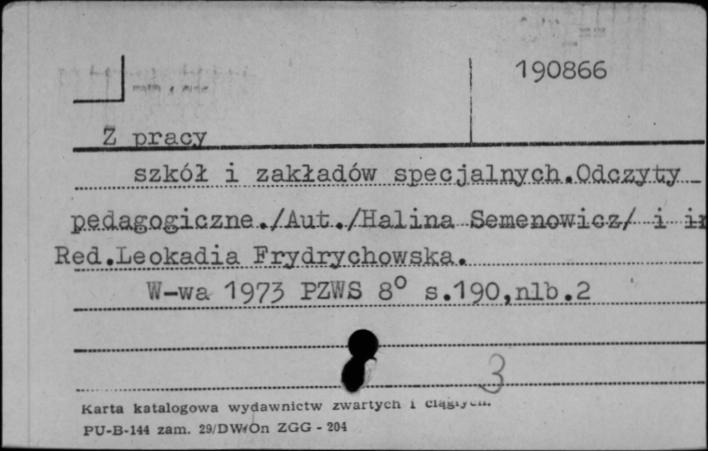 190866
Z pracy
szkół i zakładów specjalnych.Odczyty
pedagogiczne./Aut./Halina Semenowicz/ i
Red.Leokadia Frydrychowska.
W-wa 1973 PZWS 8° s.190,nlb.2
3
Karta katalogowa wydawnictw zwartych i ciągłych.
PU-B-144 zam. 29/DW/On ZGG - 204